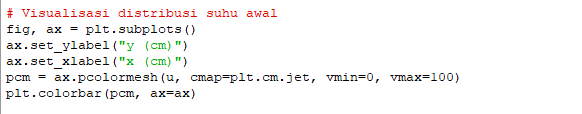 # Visualisasi distribusi suhu awal
fig, ax = plt.subplots()
ax.set_ylabel("y (cm)")
ax.set_xlabel("x (cm)")
pcm = ax.pcolormesh(u, cmap=plt.cm.jet, vmin=0, vmax=100)
plt.colorbar(pcm, ax=ax)